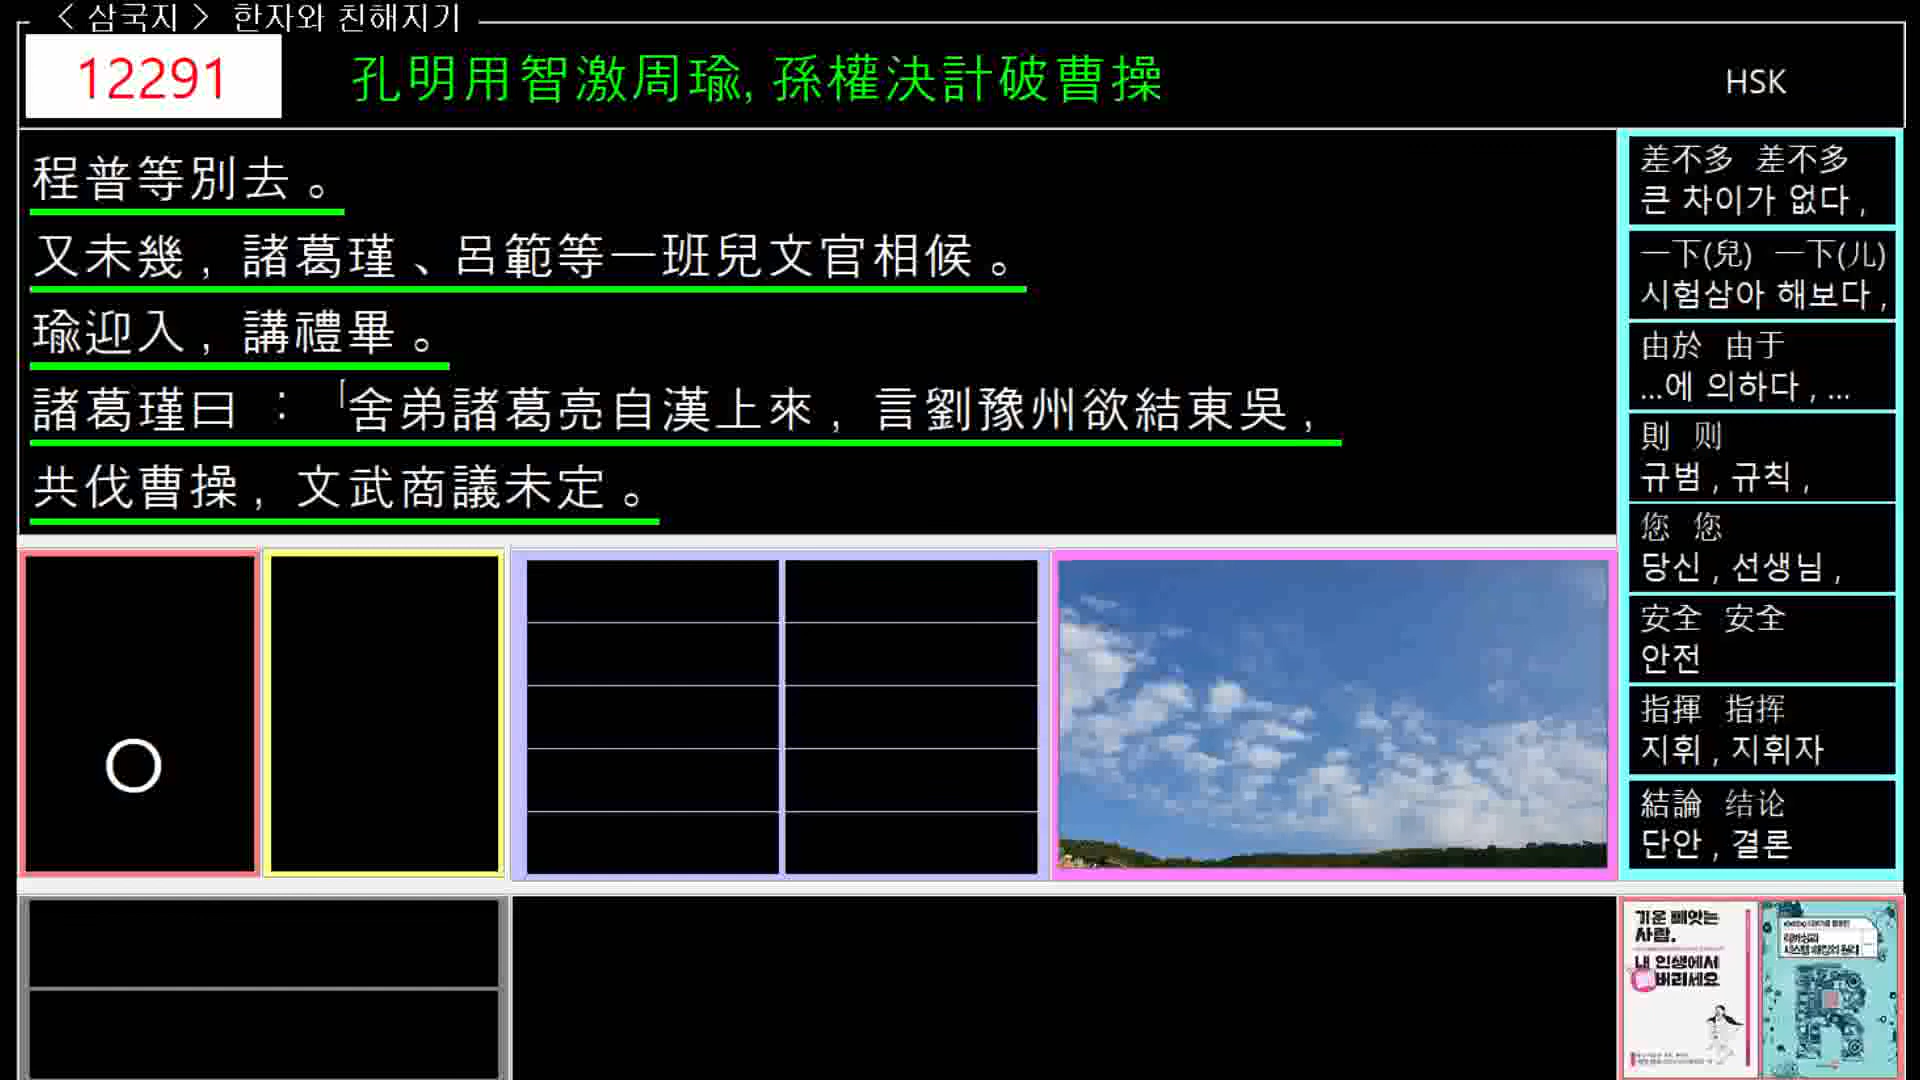 < 삼국지 > 한자와 친해지기
12291
孔明用智激周瑜, 孫權決計破曹操
HSK
程普等別去。
又未幾, 諸葛瑾、呂範等一班兒文官相候。
瑜迎入, 講禮畢。
諸葛瑾曰 : 「舍弟諸葛亮自漢上來, 言劉豫州欲結東吳,
共伐曹操, 文武商議未定。
差不多 差不多
큰 차이가 없다,
一下(兒) 一下(儿)
시험삼아 해보다,
由於 由于
...에 의하다, ...
則 则
규범, 규칙,
您 您
당신, 선생님,
安全 安全
안전
指揮 指挥
지휘, 지휘자
結論 结论
단안, 결론
기운 빼앗는
사람,
내 인생에서
버리세요